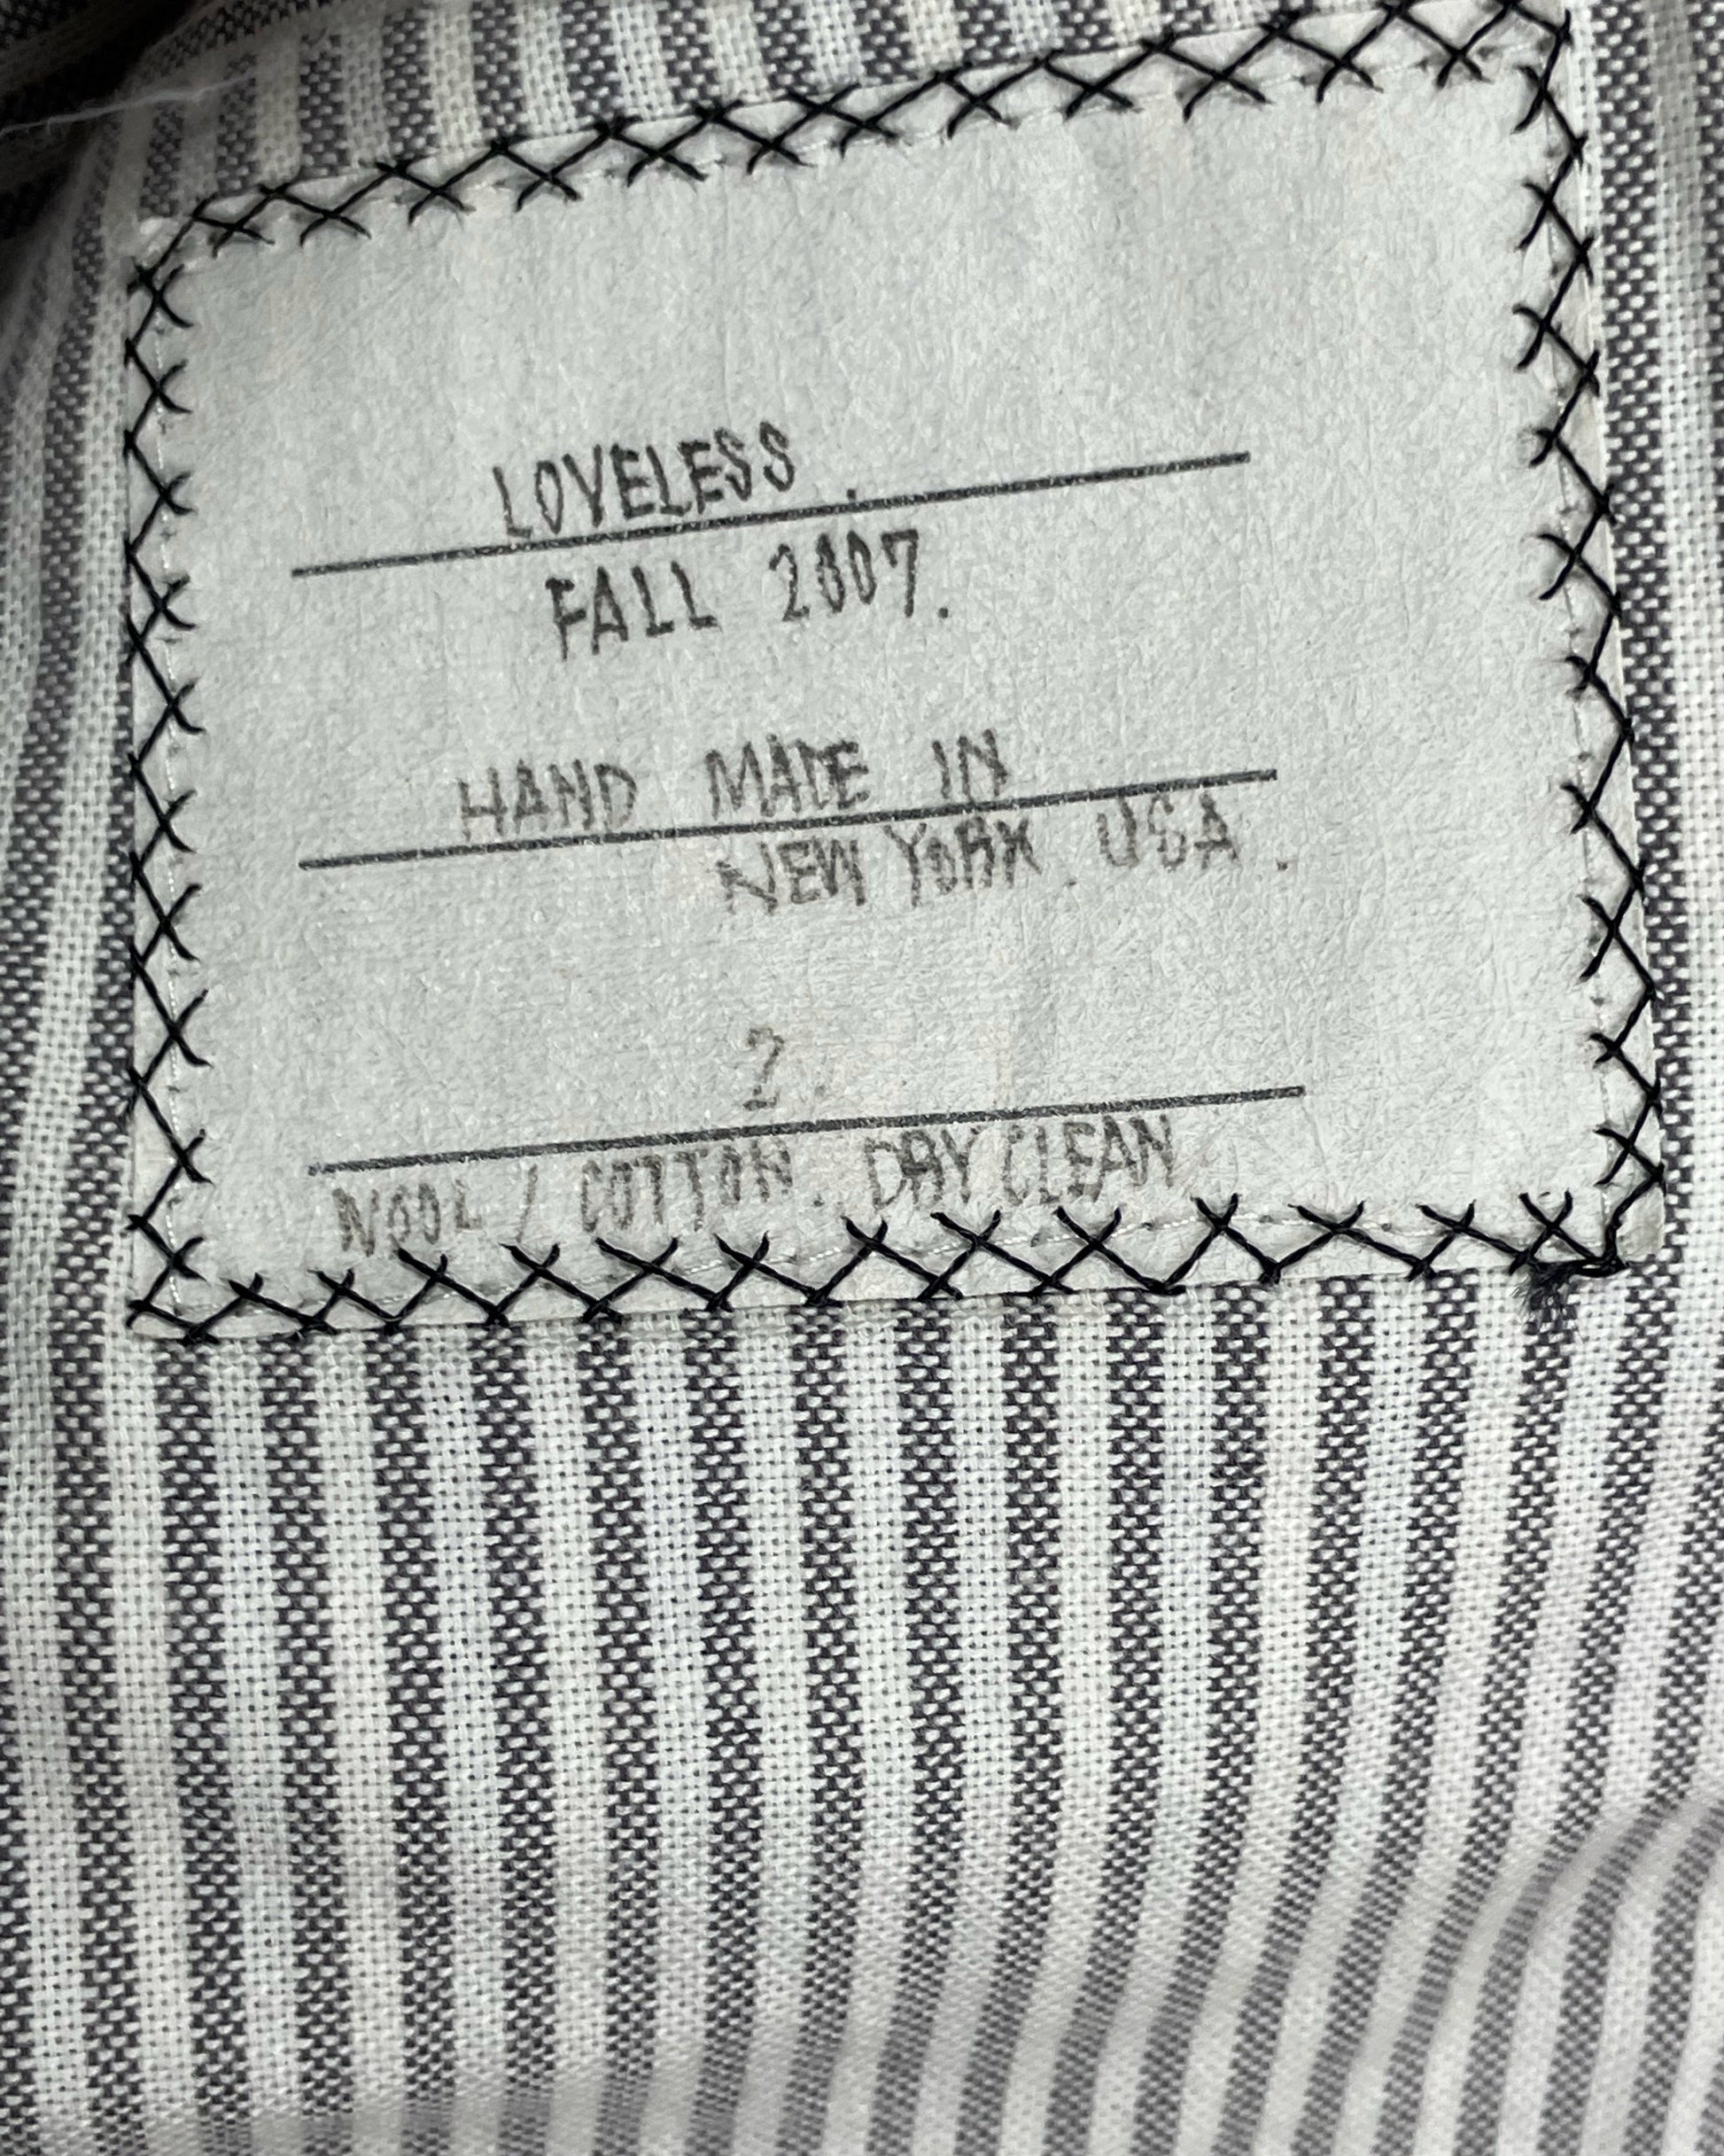 LOVELESS.
FALL 2007.
HAND MADE IN
NEW YORK. USA.
2.
WOOL / COTTON. DRY CLEAN